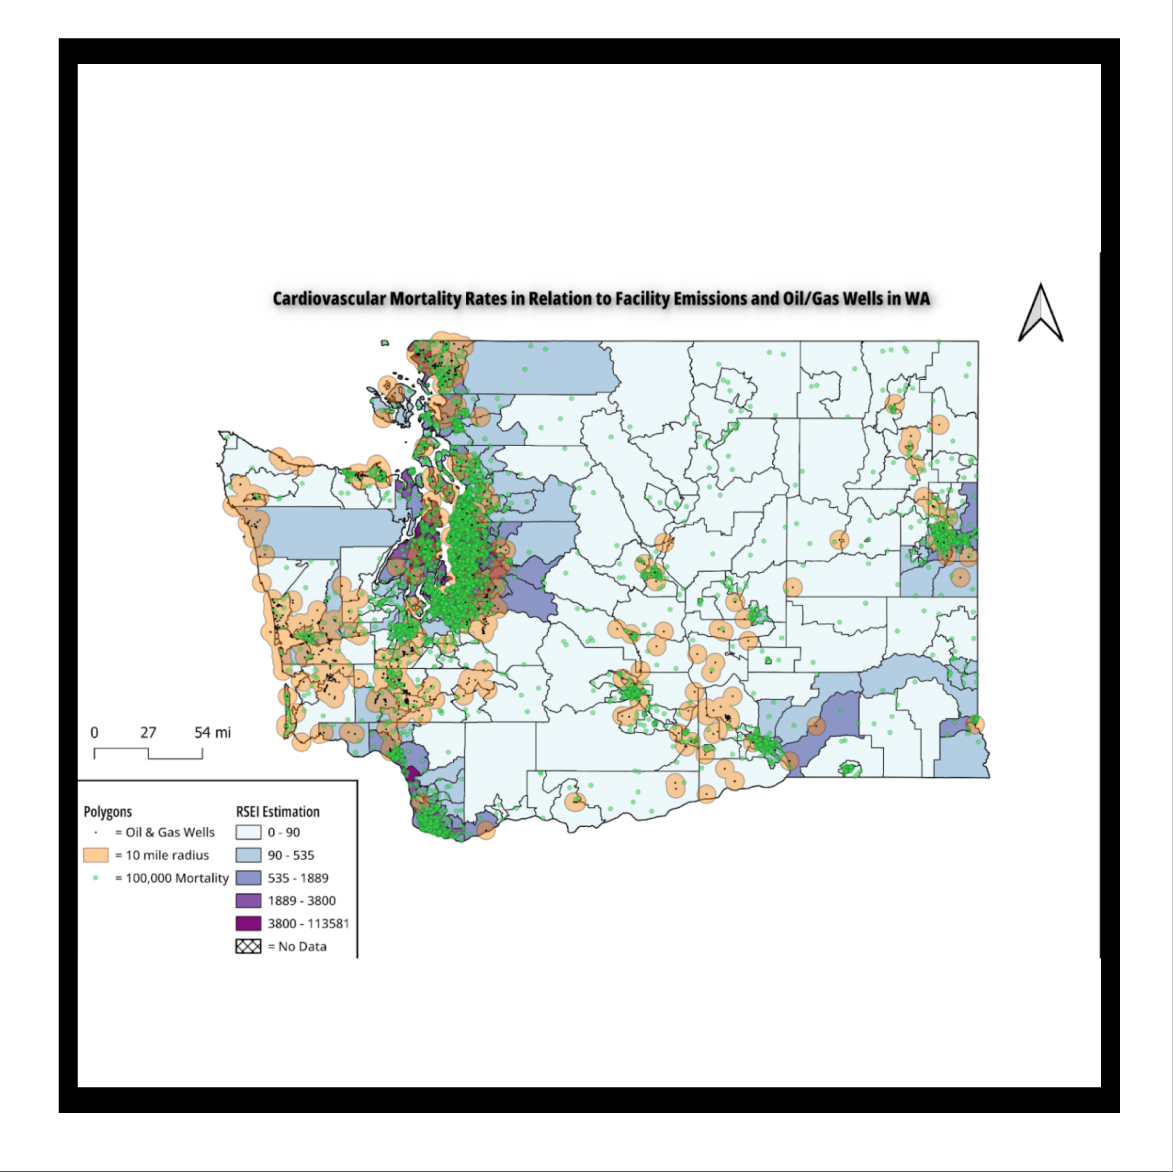 Cardiovascular Mortality Rates in Relation to Facility Emissions and Oil/Gas Wells in WA
0 27 54 mi
Polygons
= Oil & Gas Wells
= 10 mile radius
= 100,000 Mortality
RSEI Estimation
0 - 90
90 - 535
535 - 1889
1889 - 3800
3800 - 113581
= No Data